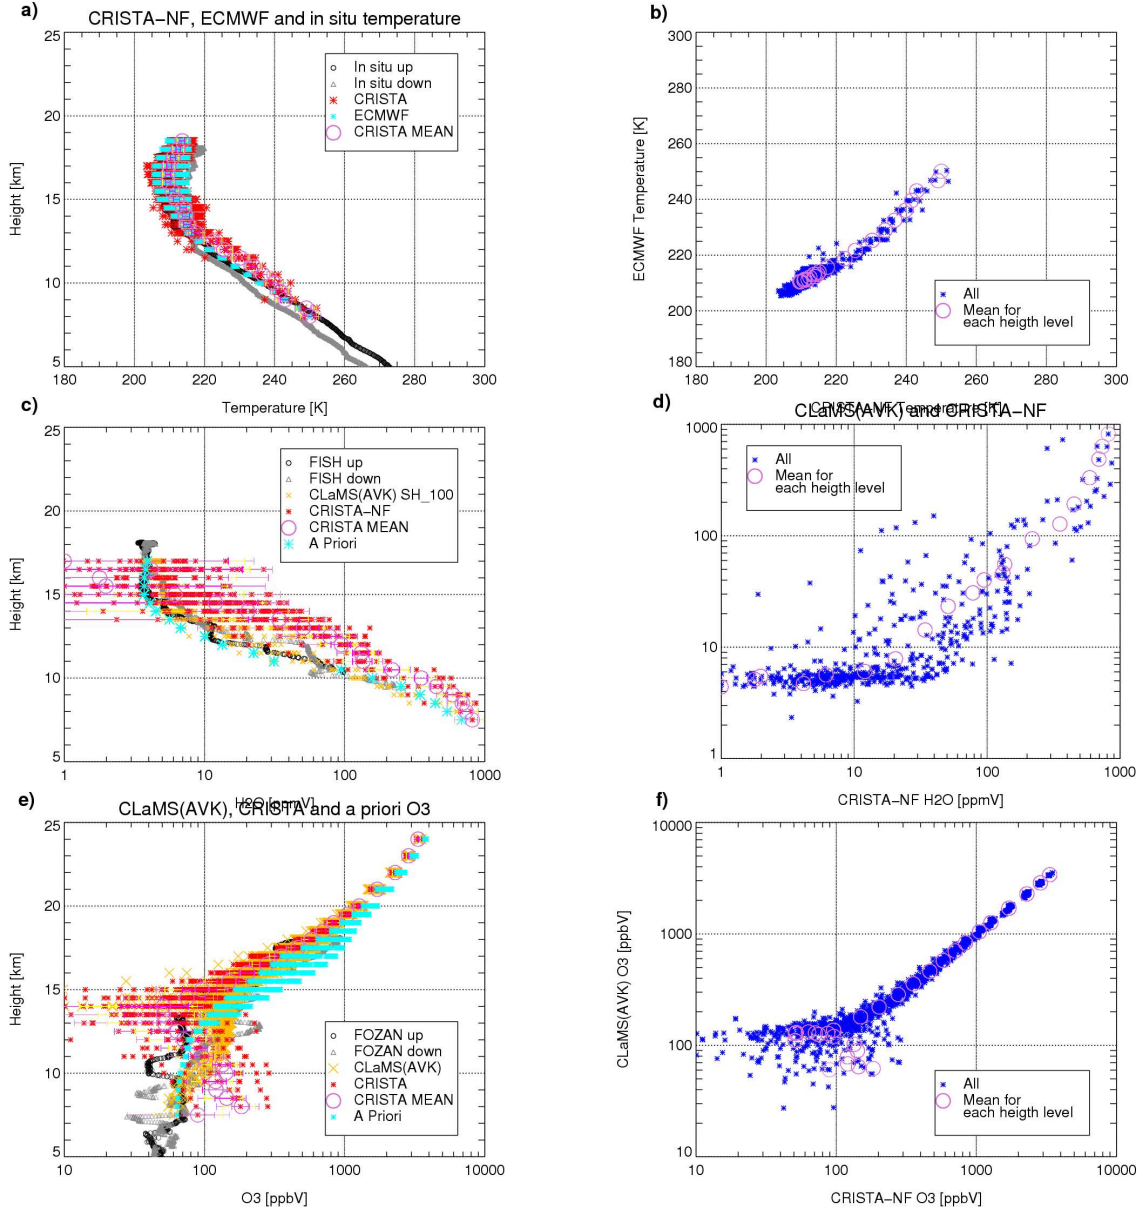 a)
CRISTA−NF, ECMWF and in situ temperature
25
20
15
10
5
Height [km]
In situ up
In situ down
CRISTA
ECMWF
CRISTA MEAN
180 200 220 240 260 280 300
Temperature [K]
b)
300
280
260
240
220
200
180
ECMWF Temperature [K]
All
Mean for
each heigth level
180 200 220 240 260 280 300
CRISTA−NF Temperature [K]
c)
25
20
15
10
5
Height [km]
FISH up
FISH down
CLaMS(AVK) SH_100
CRISTA−NF
CRISTA MEAN
A Priori
1 10 100 1000
H2O [ppmV]
d)
CLaMS(AVK) and CRISTA−NF
1000
100
10
1
All
Mean for
each heigth level
1 10 100 1000
CRISTA−NF H2O [ppmV]
e)
CLaMS(AVK), CRISTA and a priori O3
25
20
15
10
5
Height [km]
FOZAN up
FOZAN down
CLaMS(AVK)
CRISTA
CRISTA MEAN
A Priori
10 100 1000 10000
O3 [ppbV]
f)
10000
1000
100
10
CLaMS(AVK) O3 [ppbV]
All
Mean for
each heigth level
10 100 1000 10000
CRISTA−NF O3 [ppbV]